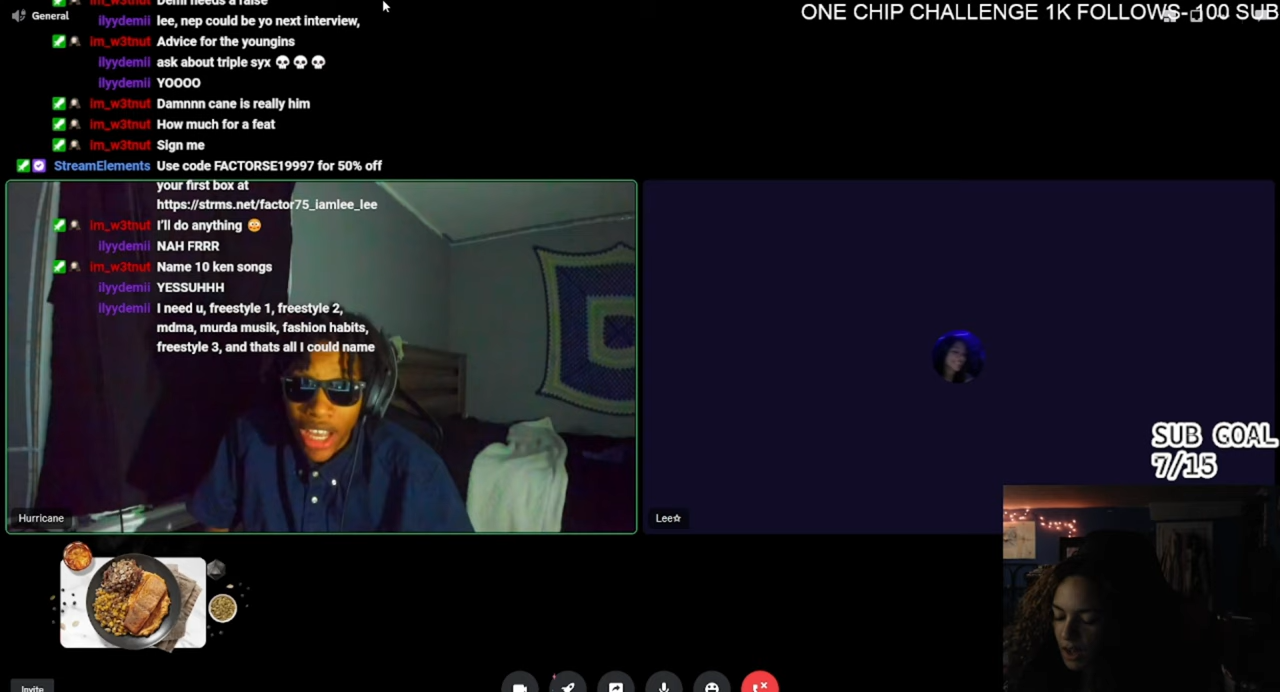 General
ONE CHIP CHALLENGE 1K FOLLOWS- 100 SUB
Demi needs a raise
ilyydemii lee, nep could be yo next interview,
im_w3tnut Advice for the youngins
ilyydemii ask about triple syx 💀 💀 💀
ilyydemii YOOOO
im_w3tnut Damnnn cane is really him
im_w3tnut How much for a feat
im_w3tnut Sign me
StreamElements Use code FACTORSE19997 for 50% off
your first box at
https://strms.net/factor75_iamlee_lee
im_w3tnut I'll do anything 😳
ilyydemii NAH FRRR
im_w3tnut Name 10 ken songs
ilyydemii YESSUHHH
ilyydemii I need u, freestyle 1, freestyle 2,
mdma, murda musik, fashion habits,
freestyle 3, and thats all I could name
SUB GOAL
7/15
Hurricane
Lee☆
Invite